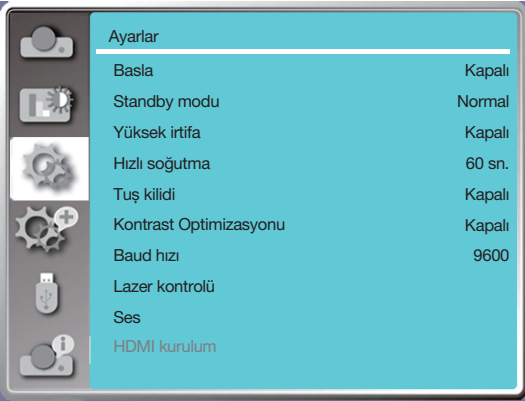 Ayarlar
Basla Kapalı
Standby modu Normal
Yüksek irtifa Kapalı
Hızlı soğutma 60 sn.
Tuş kilidi Kapalı
Kontrast Optimizasyonu Kapalı
Baud hızı 9600
Lazer kontrolü
Ses
HDMI kurulum